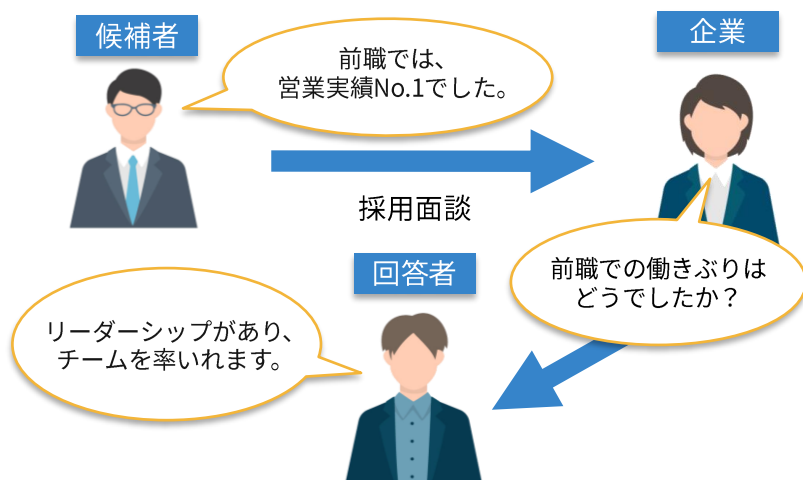 候補者
企業
前職では、
営業実績No.1でした。
採用面談
回答者
前職での働きぶりは
どうでしたか？
リーダーシップがあり、
チームを率いれます。